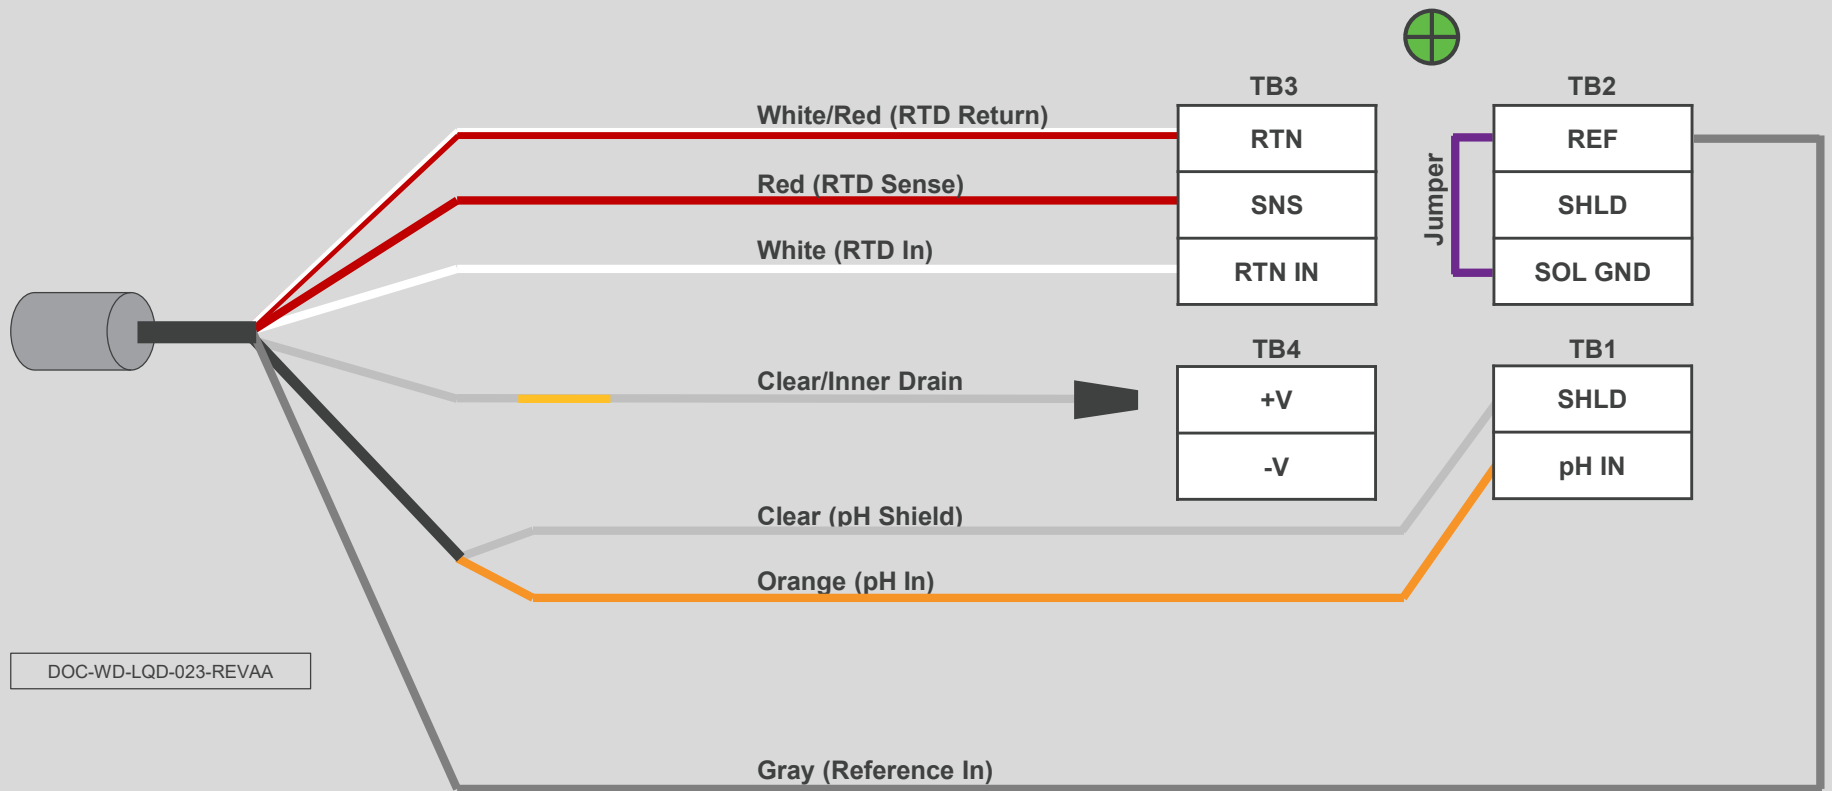 TB3
TB2
White/Red (RTD Return)
RTN
REF
Jumper
Red (RTD Sense)
SNS
SHLD
White (RTD In)
RTN IN
SOL GND
TB4
TB1
Clear/Inner Drain
+V
SHLD
-V
pH IN
Clear (pH Shield)
Orange (pH In)
DOC-WD-LQD-023-REVAA
Gray (Reference In)